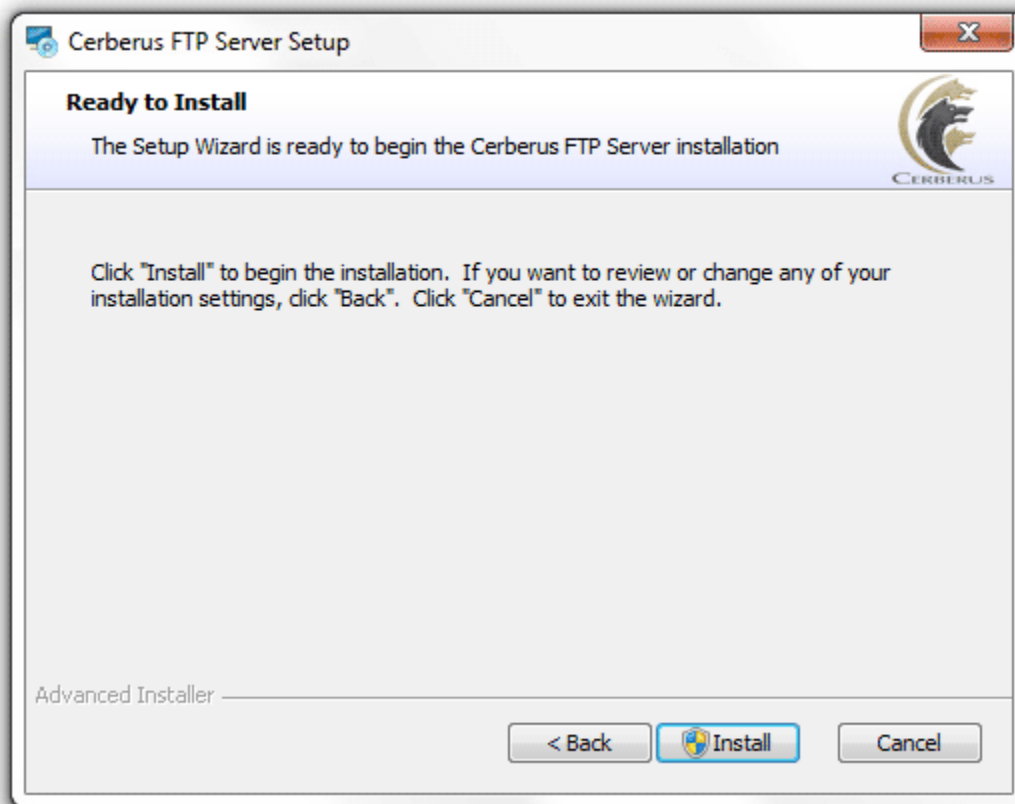 Cerberus FTP Server Setup
Ready to Install
The Setup Wizard is ready to begin the Cerberus FTP Server installation
CERBERUS
Click "Install" to begin the installation.  If you want to review or change any of your
installation settings, click "Back".  Click "Cancel" to exit the wizard.
Advanced Installer
< Back
Install
Cancel